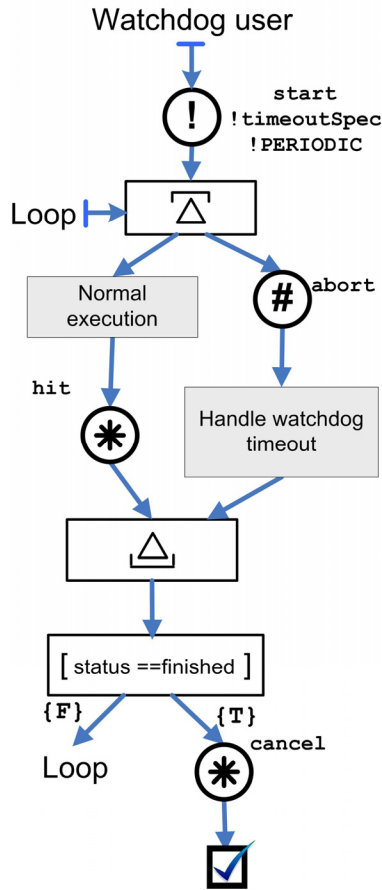 Watchdog user
start
!
!timeoutSpec
!PERIODIC
Loop
Normal
execution
#
abort
hit
Handle watchdog
timeout
[ status ==finished ]
{F}
{T}
Loop
cancel